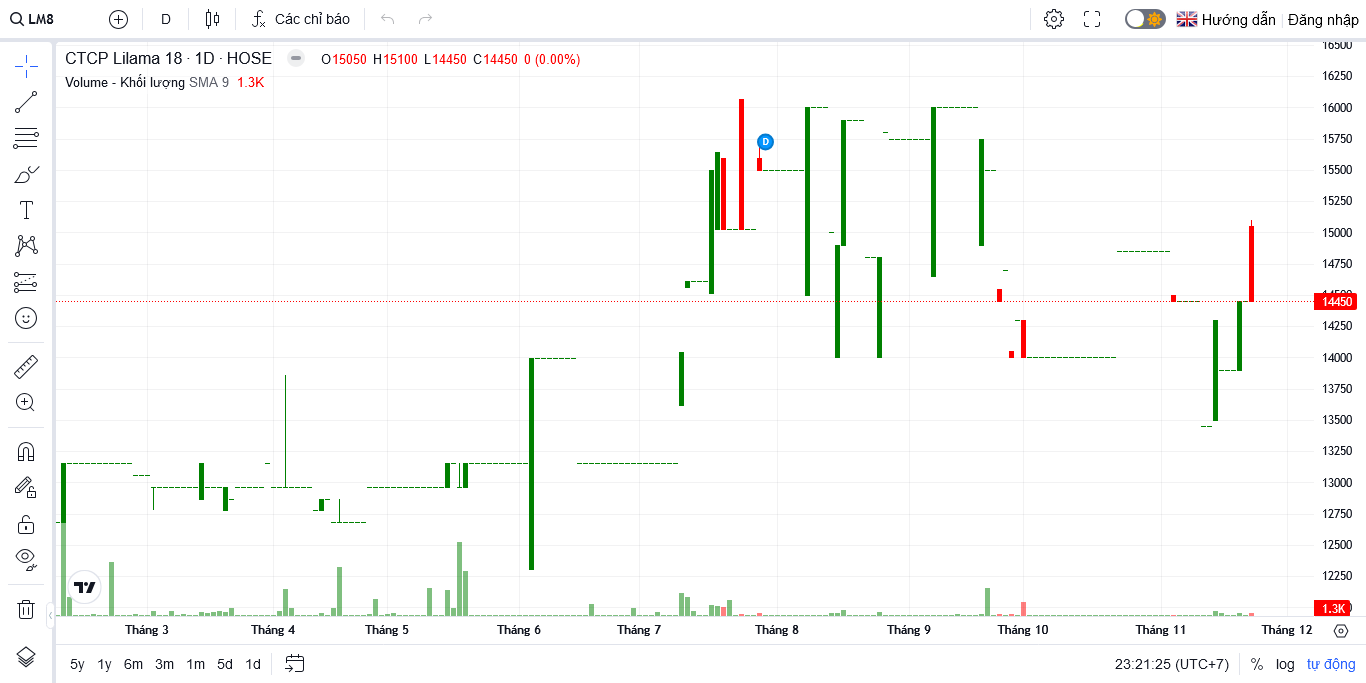 LM8 D Các chỉ báo Hướng dẫn Đăng nhập
CTCP Lilama 18 · 1D · HOSE O15050 H15100 L14450 C14450 0 (0.00%)
Volume - Khối lượng SMA 9 1.3K
D
16500
16250
16000
15750
15500
15250
15000
14750
14500
14450
14250
14000
13750
13500
13250
13000
12750
12500
12250
1.3K
Tháng 3 Tháng 4 Tháng 5 Tháng 6 Tháng 7 Tháng 8 Tháng 9 Tháng 10 Tháng 11 Tháng 12
5y 1y 6m 3m 1m 5d 1d 23:21:25 (UTC+7) % log tự động